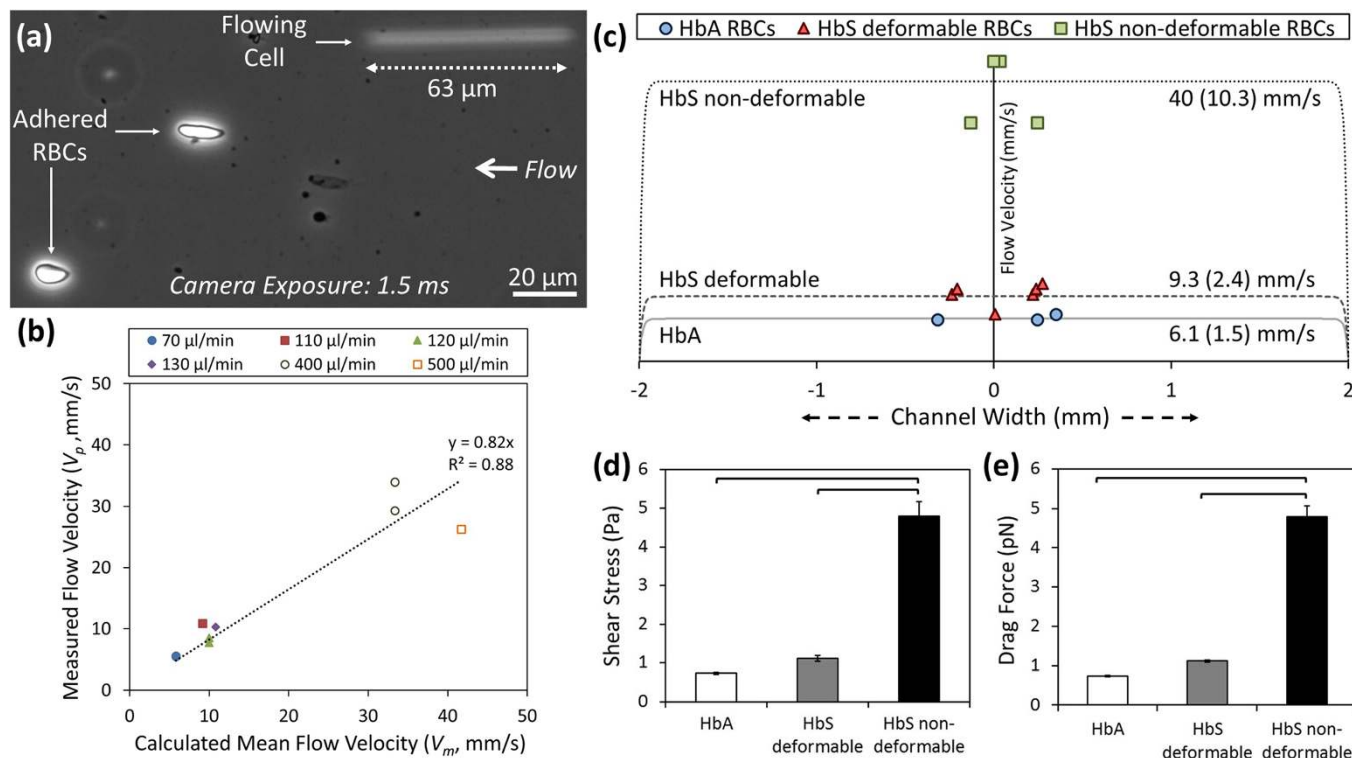 (a)
Flowing
Cell
63 µm
Adhered
RBCs
Flow
Camera Exposure: 1.5 ms
20 µm
(b)
70 µl/min 110 µl/min 120 µl/min
130 µl/min 400 µl/min 500 µl/min
Measured Flow Velocity (Vp ,mm/s)
50
40
30
20
10
0
y = 0.82x
R² = 0.88
0 10 20 30 40 50
Calculated Mean Flow Velocity (Vm, mm/s)
(c)
HbA RBCs HbS deformable RBCs HbS non-deformable RBCs
HbS non-deformable 40 (10.3) mm/s
Flow Velocity (mm/s)
HbS deformable 9.3 (2.4) mm/s
HbA 6.1 (1.5) mm/s
-2 -1 0 1 2
Channel Width (mm)
(d)
Shear Stress (Pa)
6
5
4
3
2
1
0
HbA HbS deformable HbS non-deformable
(e)
Drag Force (pN)
6
5
4
3
2
1
0
HbA HbS deformable HbS non-deformable